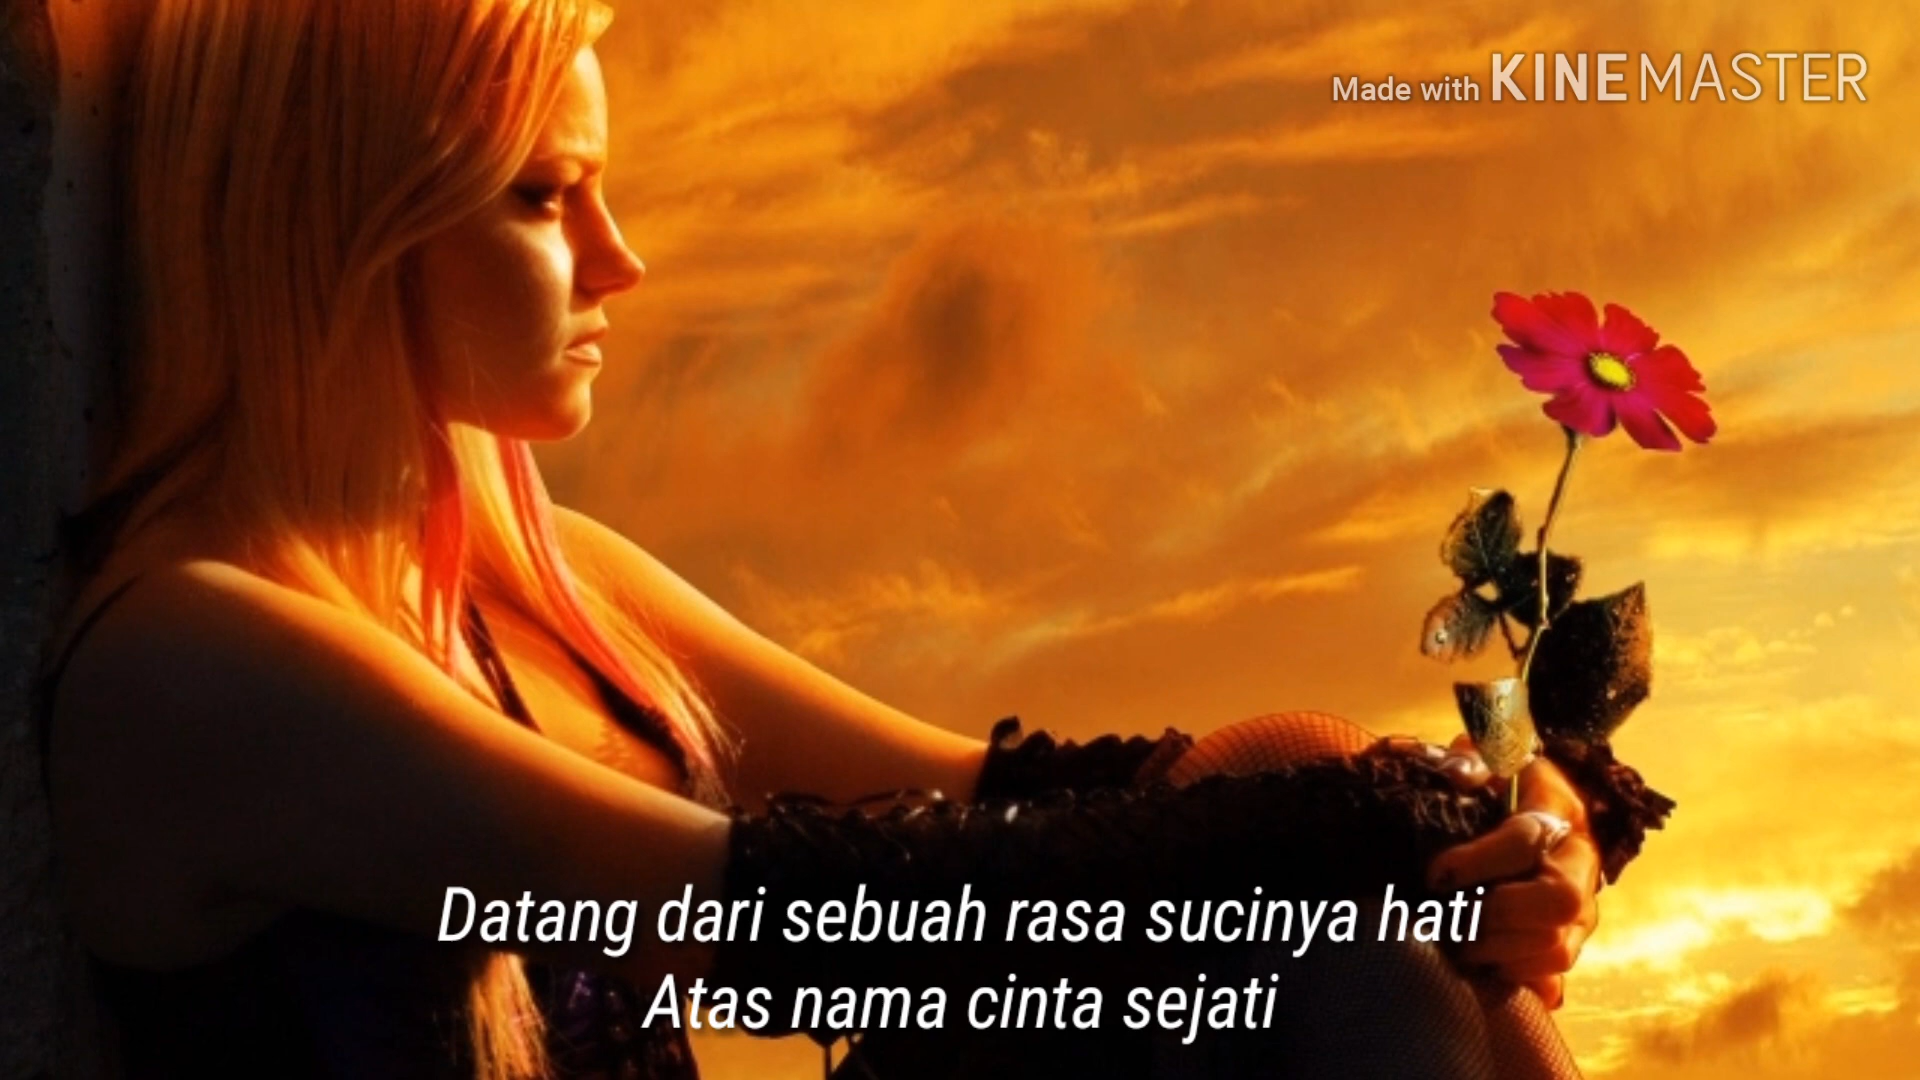 Made with KINEMASTER
Datang dari sebuah rasa sucinya hati
Atas nama cinta sejati